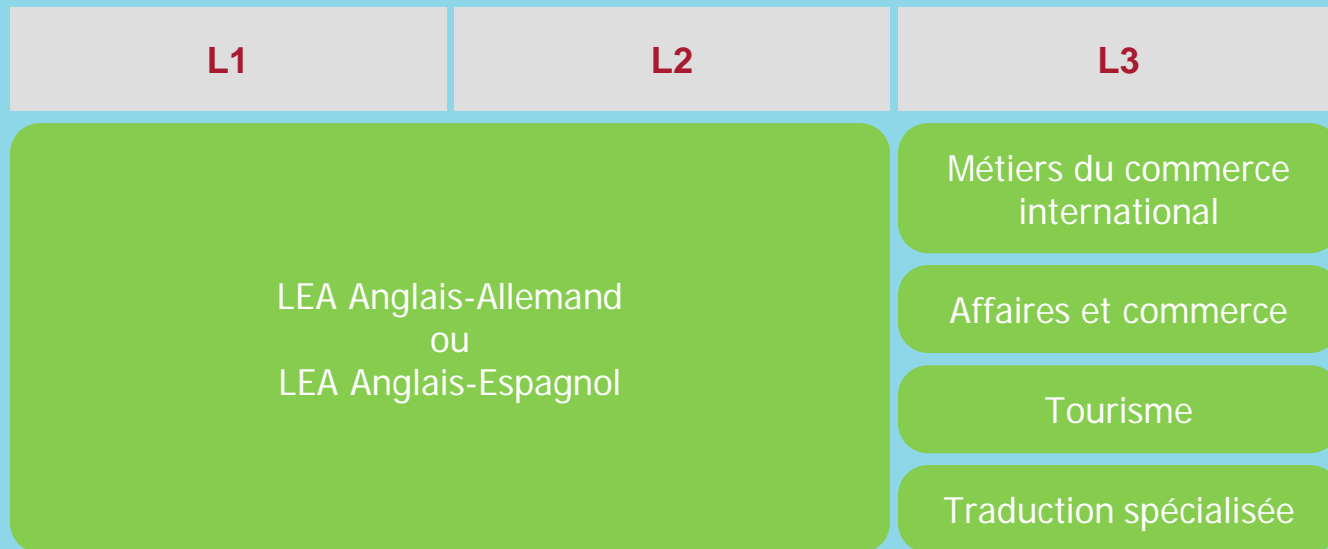 L1
L2
L3
LEA Anglais-Allemand
ou
LEA Anglais-Espagnol
Métiers du commerce
international
Affaires et commerce
Tourisme
Traduction spécialisée